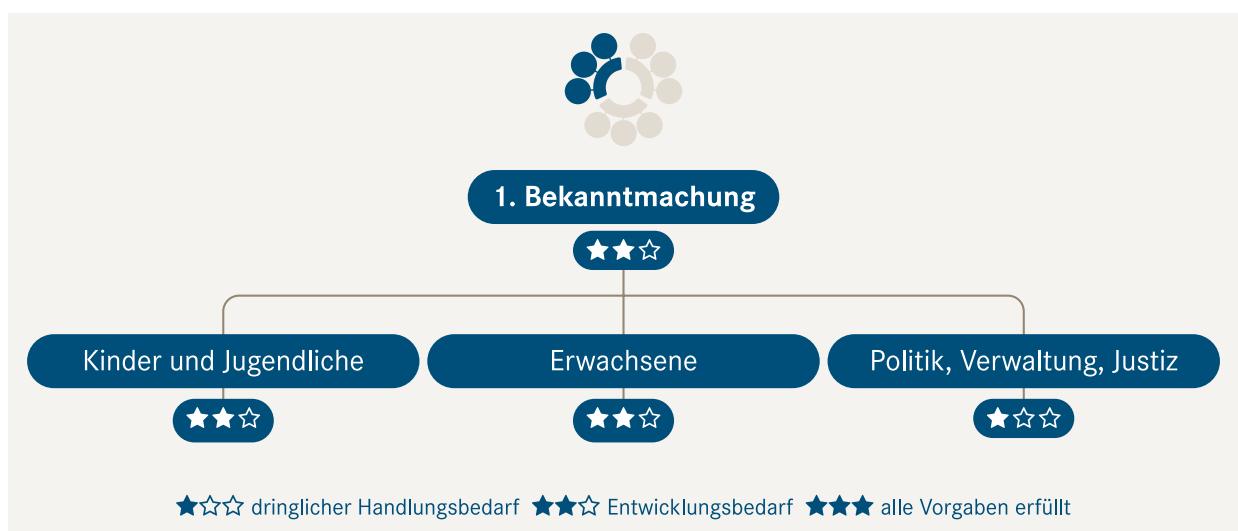 1. Bekanntmachung
★★☆
Kinder und Jugendliche
Erwachsene
Politik, Verwaltung, Justiz
★★☆
★★☆
★☆☆
★☆☆ dringlicher Handlungsbedarf ★★☆ Entwicklungsbedarf ★★★ alle Vorgaben erfüllt